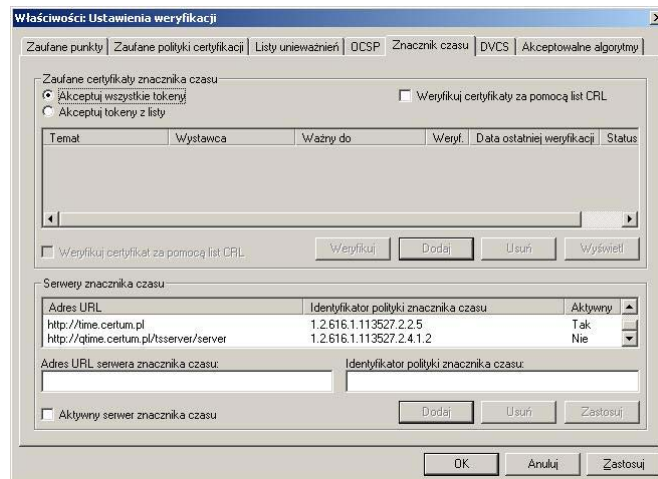 Właściwości: Ustawienia weryfikacji
Zaufane punkty
Zaufane polityki certyfikacji
Listy unieważnień
OCSP
Znacznik czasu
DVCS
Akceptowalne algorytmy
Zaufane certyfikaty znacznika czasu
Akceptuj wszystkie tokeny
Weryfikuj certyfikaty za pomocą list CRL
Akceptuj tokeny z listy
Temat Wystawca Ważny do Weryf. Data ostatniej weryfikacji Status
Weryfikuj certyfikat za pomocą list CRL
Weryfikuj
Dodaj
Usuń
Wyświetl
Serwery znacznika czasu
Adres URL Identyfikator polityki znacznika czasu Aktywny
http://time.certum.pl 1.2.616.1.113527.2.2.5 Tak
http://qtime.certum.pl/tsserver/server 1.2.616.1.113527.2.4.1.2 Nie
Adres URL serwera znacznika czasu:
Identyfikator polityki znacznika czasu:
Aktywny serwer znacznika czasu
Dodaj
Usuń
Zastosuj
OK
Anuluj
Zastosuj